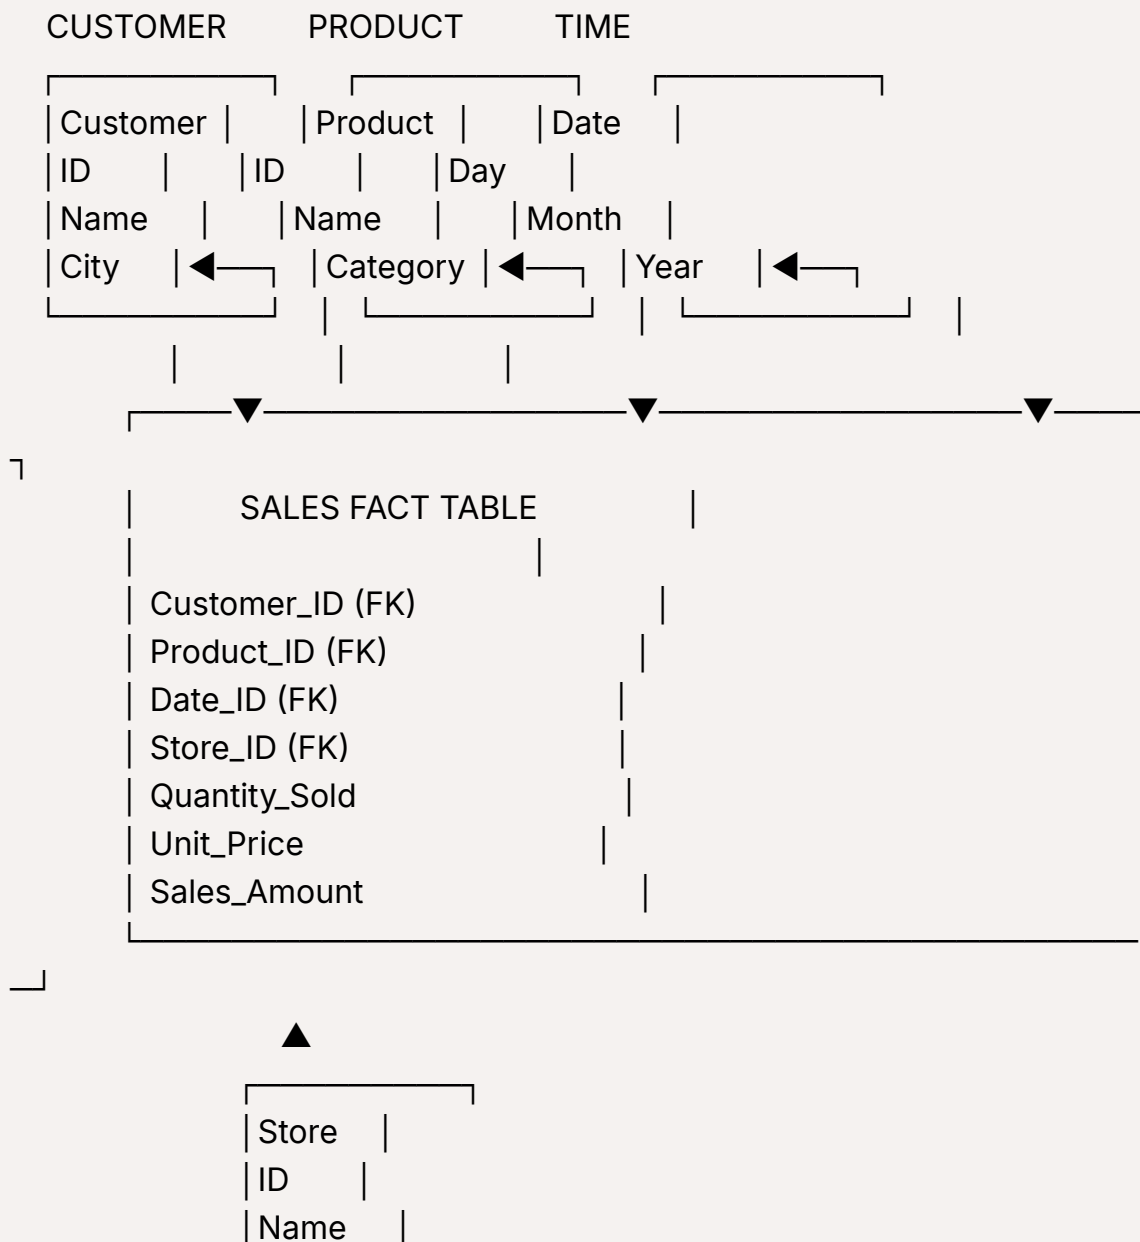 CUSTOMER PRODUCT TIME
Customer Product Date
ID ID Day
Name Name Month
City Category Year
SALES FACT TABLE
Customer_ID (FK)
Product_ID (FK)
Date_ID (FK)
Store_ID (FK)
Quantity_Sold
Unit_Price
Sales_Amount
Store
ID
Name